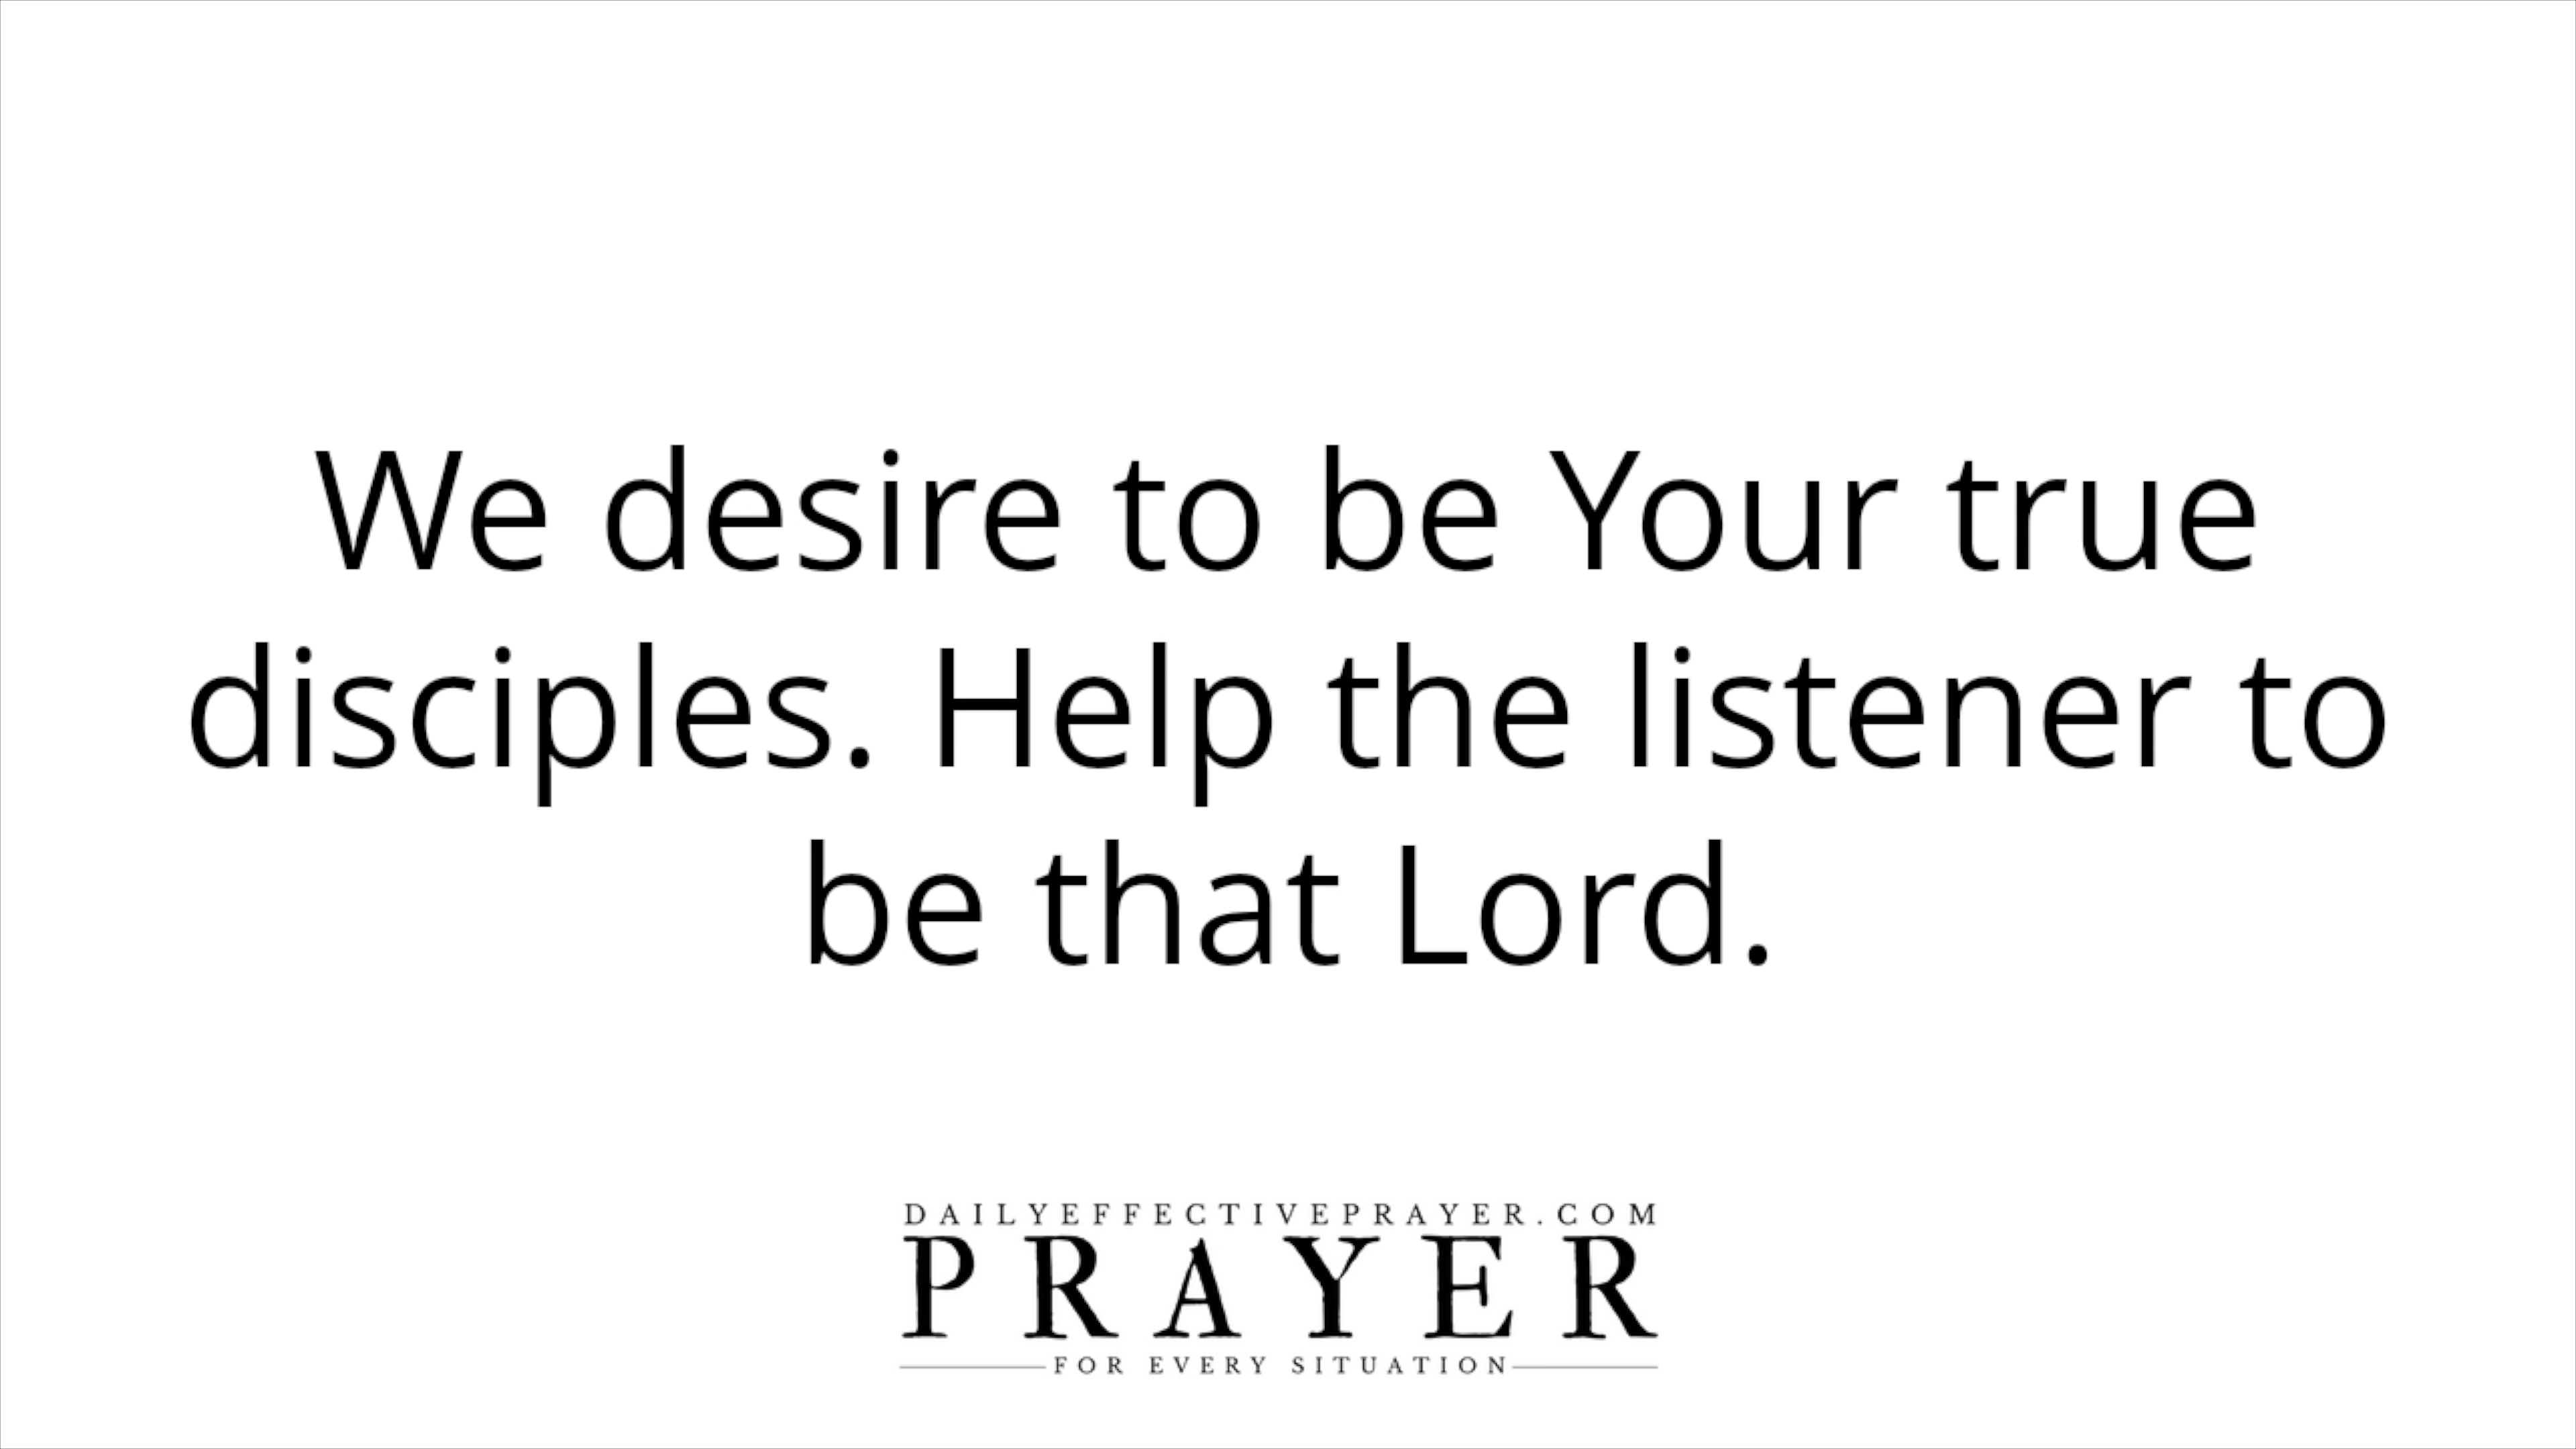 We desire to be Your true
disciples. Help the listener to
be that Lord.
DAILYEFFECTIVEPRAYER.COM
PRAYER
FOR EVERY SITUATION